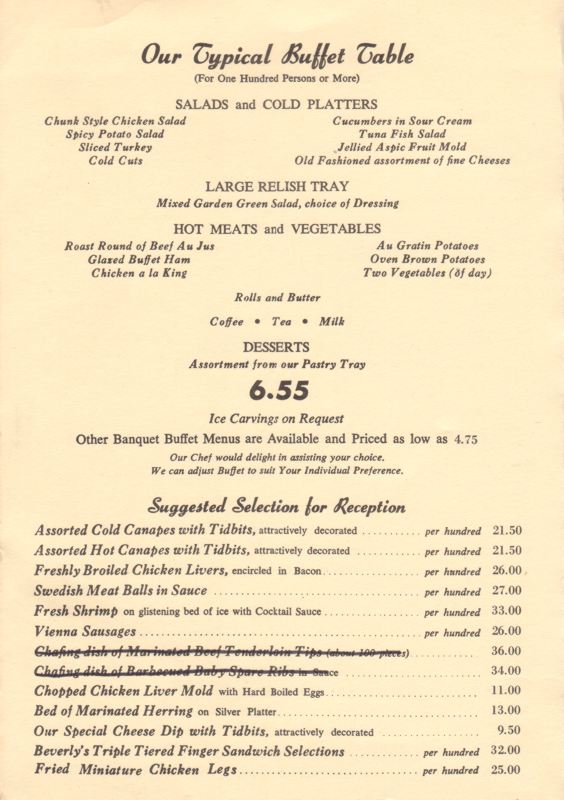 Our Typical Buffet Table
(For One Hundred Persons or More)
SALADS and COLD PLATTERS
Chunk Style Chicken Salad
Spicy Potato Salad
Sliced Turkey
Cold Cuts
Cucumbers in Sour Cream
Tuna Fish Salad
Jellied Aspic Fruit Mold
Old Fashioned assortment of fine Cheeses
LARGE RELISH TRAY
Mixed Garden Green Salad, choice of Dressing
HOT MEATS and VEGETABLES
Roast Round of Beef Au Jus
Glazed Buffet Ham
Chicken a la King
Au Gratin Potatoes
Oven Brown Potatoes
Two Vegetables (of day)
Rolls and Butter
Coffee • Tea • Milk
DESSERTS
Assortment from our Pastry Tray
6.55
Ice Carvings on Request
Other Banquet Buffet Menus are Available and Priced as low as 4.75
Our Chef would delight in assisting your choice.
We can adjust Buffet to suit Your Individual Preference.
Suggested Selection for Reception
Assorted Cold Canapes with Tidbits, attractively decorated ............ per hundred 21.50
Assorted Hot Canapes with Tidbits, attractively decorated ............ per hundred 21.50
Freshly Broiled Chicken Livers, encircled in Bacon .................. per hundred 26.00
Swedish Meat Balls in Sauce .................. per hundred 27.00
Fresh Shrimp on glistening bed of ice with Cocktail Sauce .................. per hundred 33.00
Vienna Sausages .................. per hundred 26.00
Chafing dish of Marinated Beef Tenderloin Tips (about 100 pieces) ............ 36.00
Chafing dish of Barbecued Baby Spare Ribs in Sauce .................. 34.00
Chopped Chicken Liver Mold with Hard Boiled Eggs .................. 11.00
Bed of Marinated Herring on Silver Platter .................. 13.00
Our Special Cheese Dip with Tidbits, attractively decorated .................. 9.50
Beverly's Triple Tiered Finger Sandwich Selections ............ per hundred 32.00
Fried Miniature Chicken Legs .................. per hundred 25.00